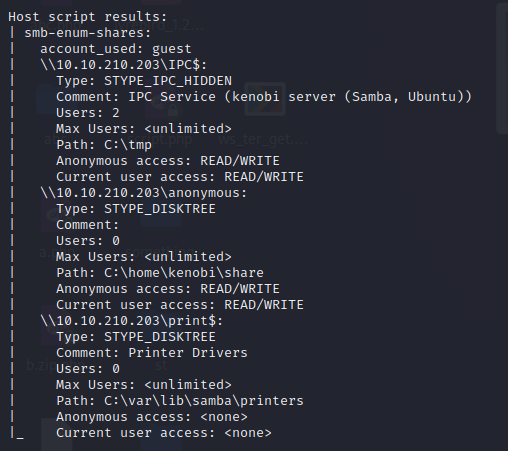 Host script results:
| smb-enum-shares:
|   account_used: guest
|   \\10.10.210.203\IPC$:
|     Type: STYPE_IPC_HIDDEN
|     Comment: IPC Service (kenobi server (Samba, Ubuntu))
|     Users: 2
|     Max Users: <unlimited>
|     Path: C:\tmp
|     Anonymous access: READ/WRITE
|     Current user access: READ/WRITE
|   \\10.10.210.203\anonymous:
|     Type: STYPE_DISKTREE
|     Comment:
|     Users: 0
|     Max Users: <unlimited>
|     Path: C:\home\kenobi\share
|     Anonymous access: READ/WRITE
|     Current user access: READ/WRITE
|   \\10.10.210.203\print$:
|     Type: STYPE_DISKTREE
|     Comment: Printer Drivers
|     Users: 0
|     Max Users: <unlimited>
|     Path: C:\var\lib\samba\printers
|     Anonymous access: <none>
|_    Current user access: <none>